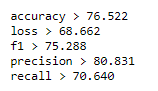 accuracy > 76.522
loss > 68.662
f1 > 75.288
precision > 80.831
recall > 70.640